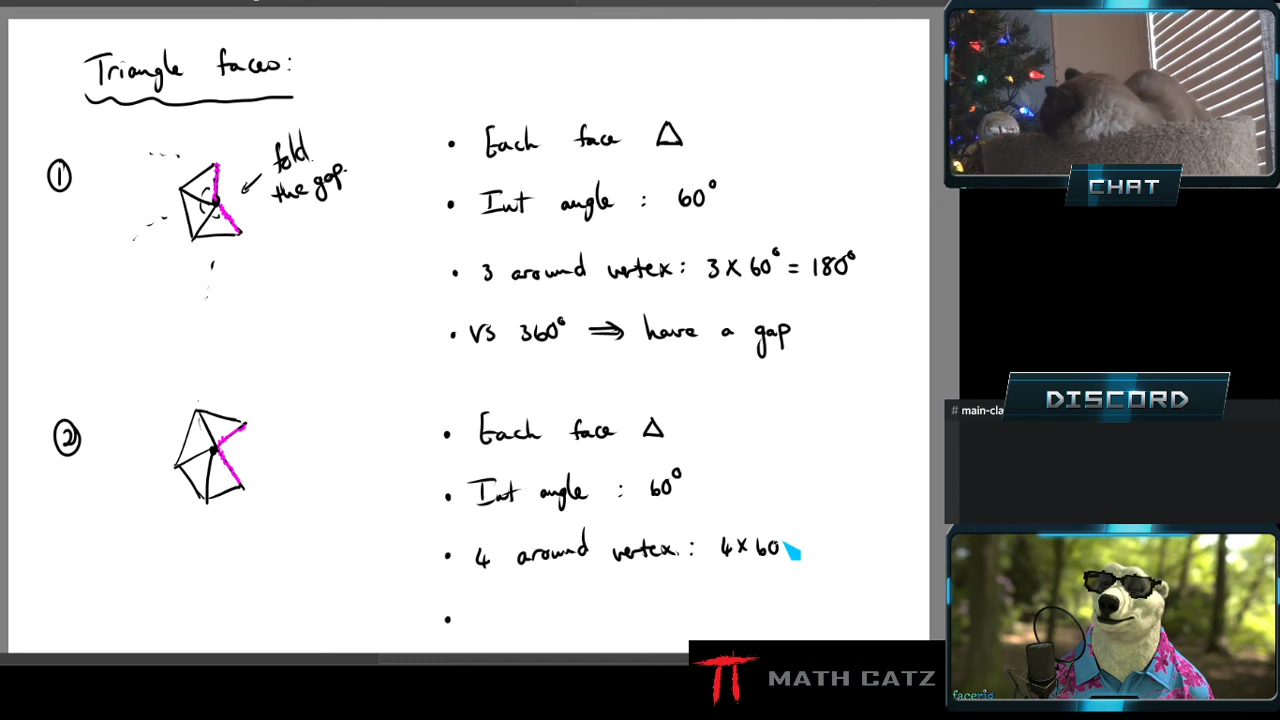 Triangle faces:
①
fold
the gap.
• Each face △
• Int angle : 60°
• 3 around vertex: 3 × 60° = 180°
• VS 360° ⇒ have a gap
②
• Each face △
• Int angle : 60°
• 4 around vertex : 4 × 60
•
CHAT
DISCORD
# main-cla
MATH CATZ
facerig